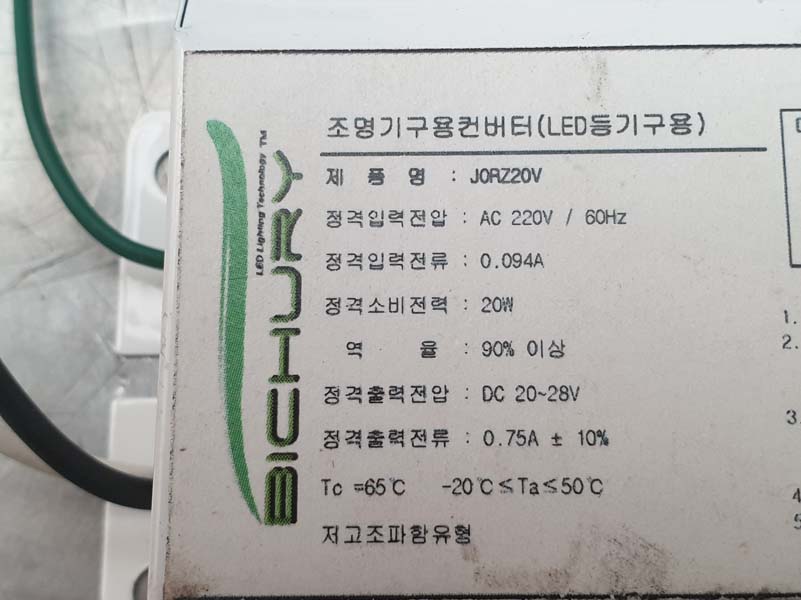 조명기구용컨버터(LED등기구용)
제 품 명 : JORZ20V
정격입력전압 : AC 220V / 60Hz
정격입력전류 : 0.094A
정격소비전력 : 20W
역 율 : 90% 이상
정격출력전압 : DC 20~28V
정격출력전류 : 0.75A ± 10%
Tc =65℃ -20℃≤Ta≤50℃
저고조파함유형
BICHURY
LED Lighting Technology TM
1.
2.
3.
4
5